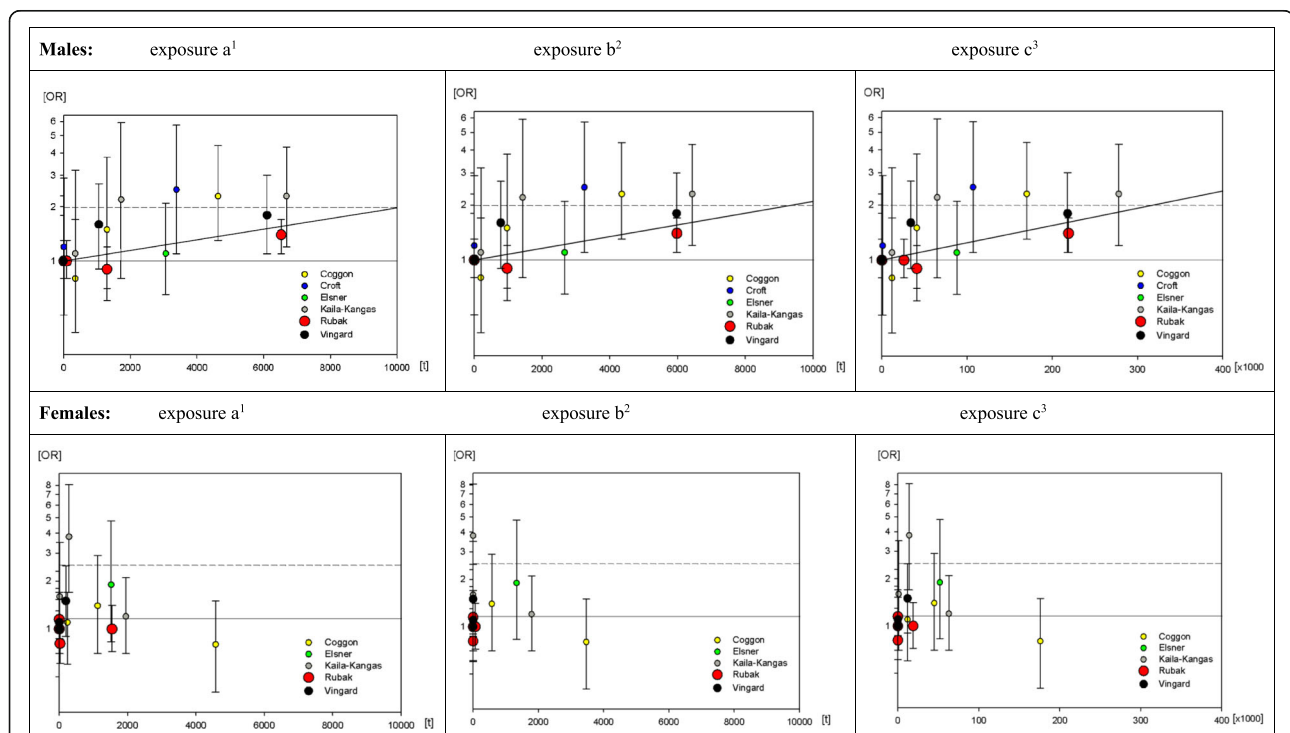 Males: exposure a¹ exposure b² exposure c³
[OR]
6
5
4
3
2
1
0 2000 4000 6000 8000 10000 [t]
Coggon
Croft
Elsner
Kaila-Kangas
Rubak
Vingard
[OR]
6
5
4
3
2
1
0 2000 4000 6000 8000 10000 [t]
Coggon
Croft
Elsner
Kaila-Kangas
Rubak
Vingard
OR]
6
5
4
3
2
1
0 100 200 300 400 [x1000
Coggon
Croft
Elsner
Kaila-Kangas
Rubak
Vingard
Females: exposure a¹ exposure b² exposure c³
[OR]
8
7
6
5
4
3
2
1
0 2000 4000 6000 8000 10000 [t]
Coggon
Elsner
Kaila-Kangas
Rubak
Vingard
[OR]
8
7
6
5
4
3
2
1
0 2000 4000 6000 8000 10000 [t]
Coggon
Elsner
Kaila-Kangas
Rubak
Vingard
[OR]
8
7
6
5
4
3
2
1
0 100 200 300 400 [x1000]
Coggon
Elsner
Kaila-Kangas
Rubak
Vingard